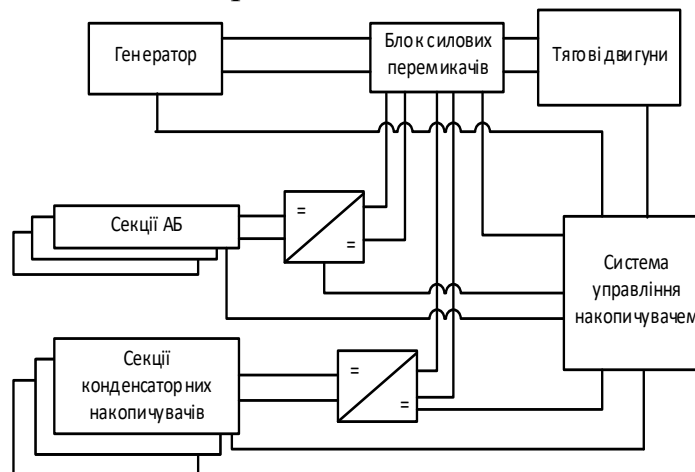 Генератор
Блок силових
перемикачів
Тягові двигуни
Секції АБ
=
=
Система
управління
накопичувачем
Секції
конденсаторних
накопичувачів
=
=